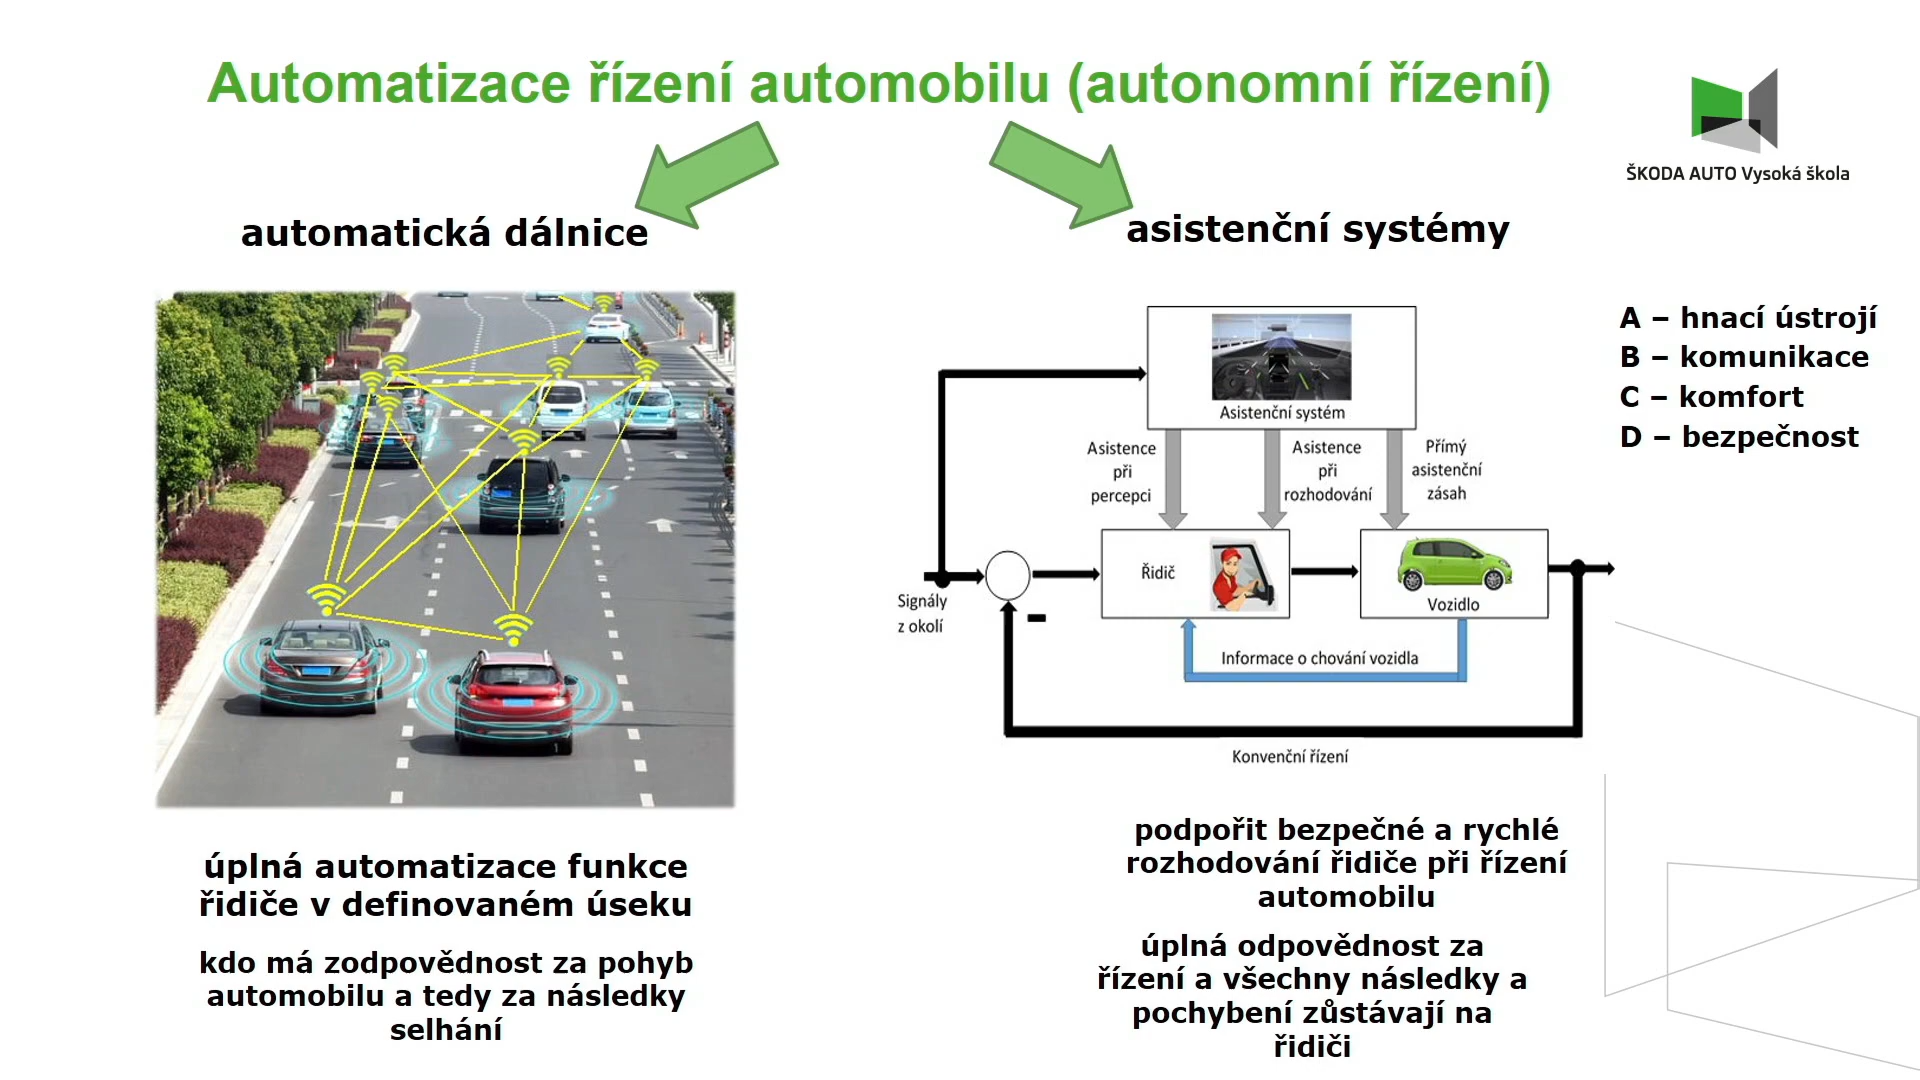 Automatizace řízení automobilu (autonomní řízení)
ŠKODA AUTO Vysoká škola
automatická dálnice
úplná automatizace funkce
řidiče v definovaném úseku
kdo má zodpovědnost za pohyb
automobilu a tedy za následky
selhání
asistenční systémy
A – hnací ústrojí
B – komunikace
C – komfort
D – bezpečnost
Asistenční systém
Asistence
při
percepci
Asistence
při
rozhodování
Přímý
asistenční
zásah
Signály
z okolí
Řidič
Vozidlo
Informace o chování vozidla
Konvenční řízení
podpořit bezpečné a rychlé
rozhodování řidiče při řízení
automobilu
úplná odpovědnost za
řízení a všechny následky a
pochybení zůstávají na
řidiči